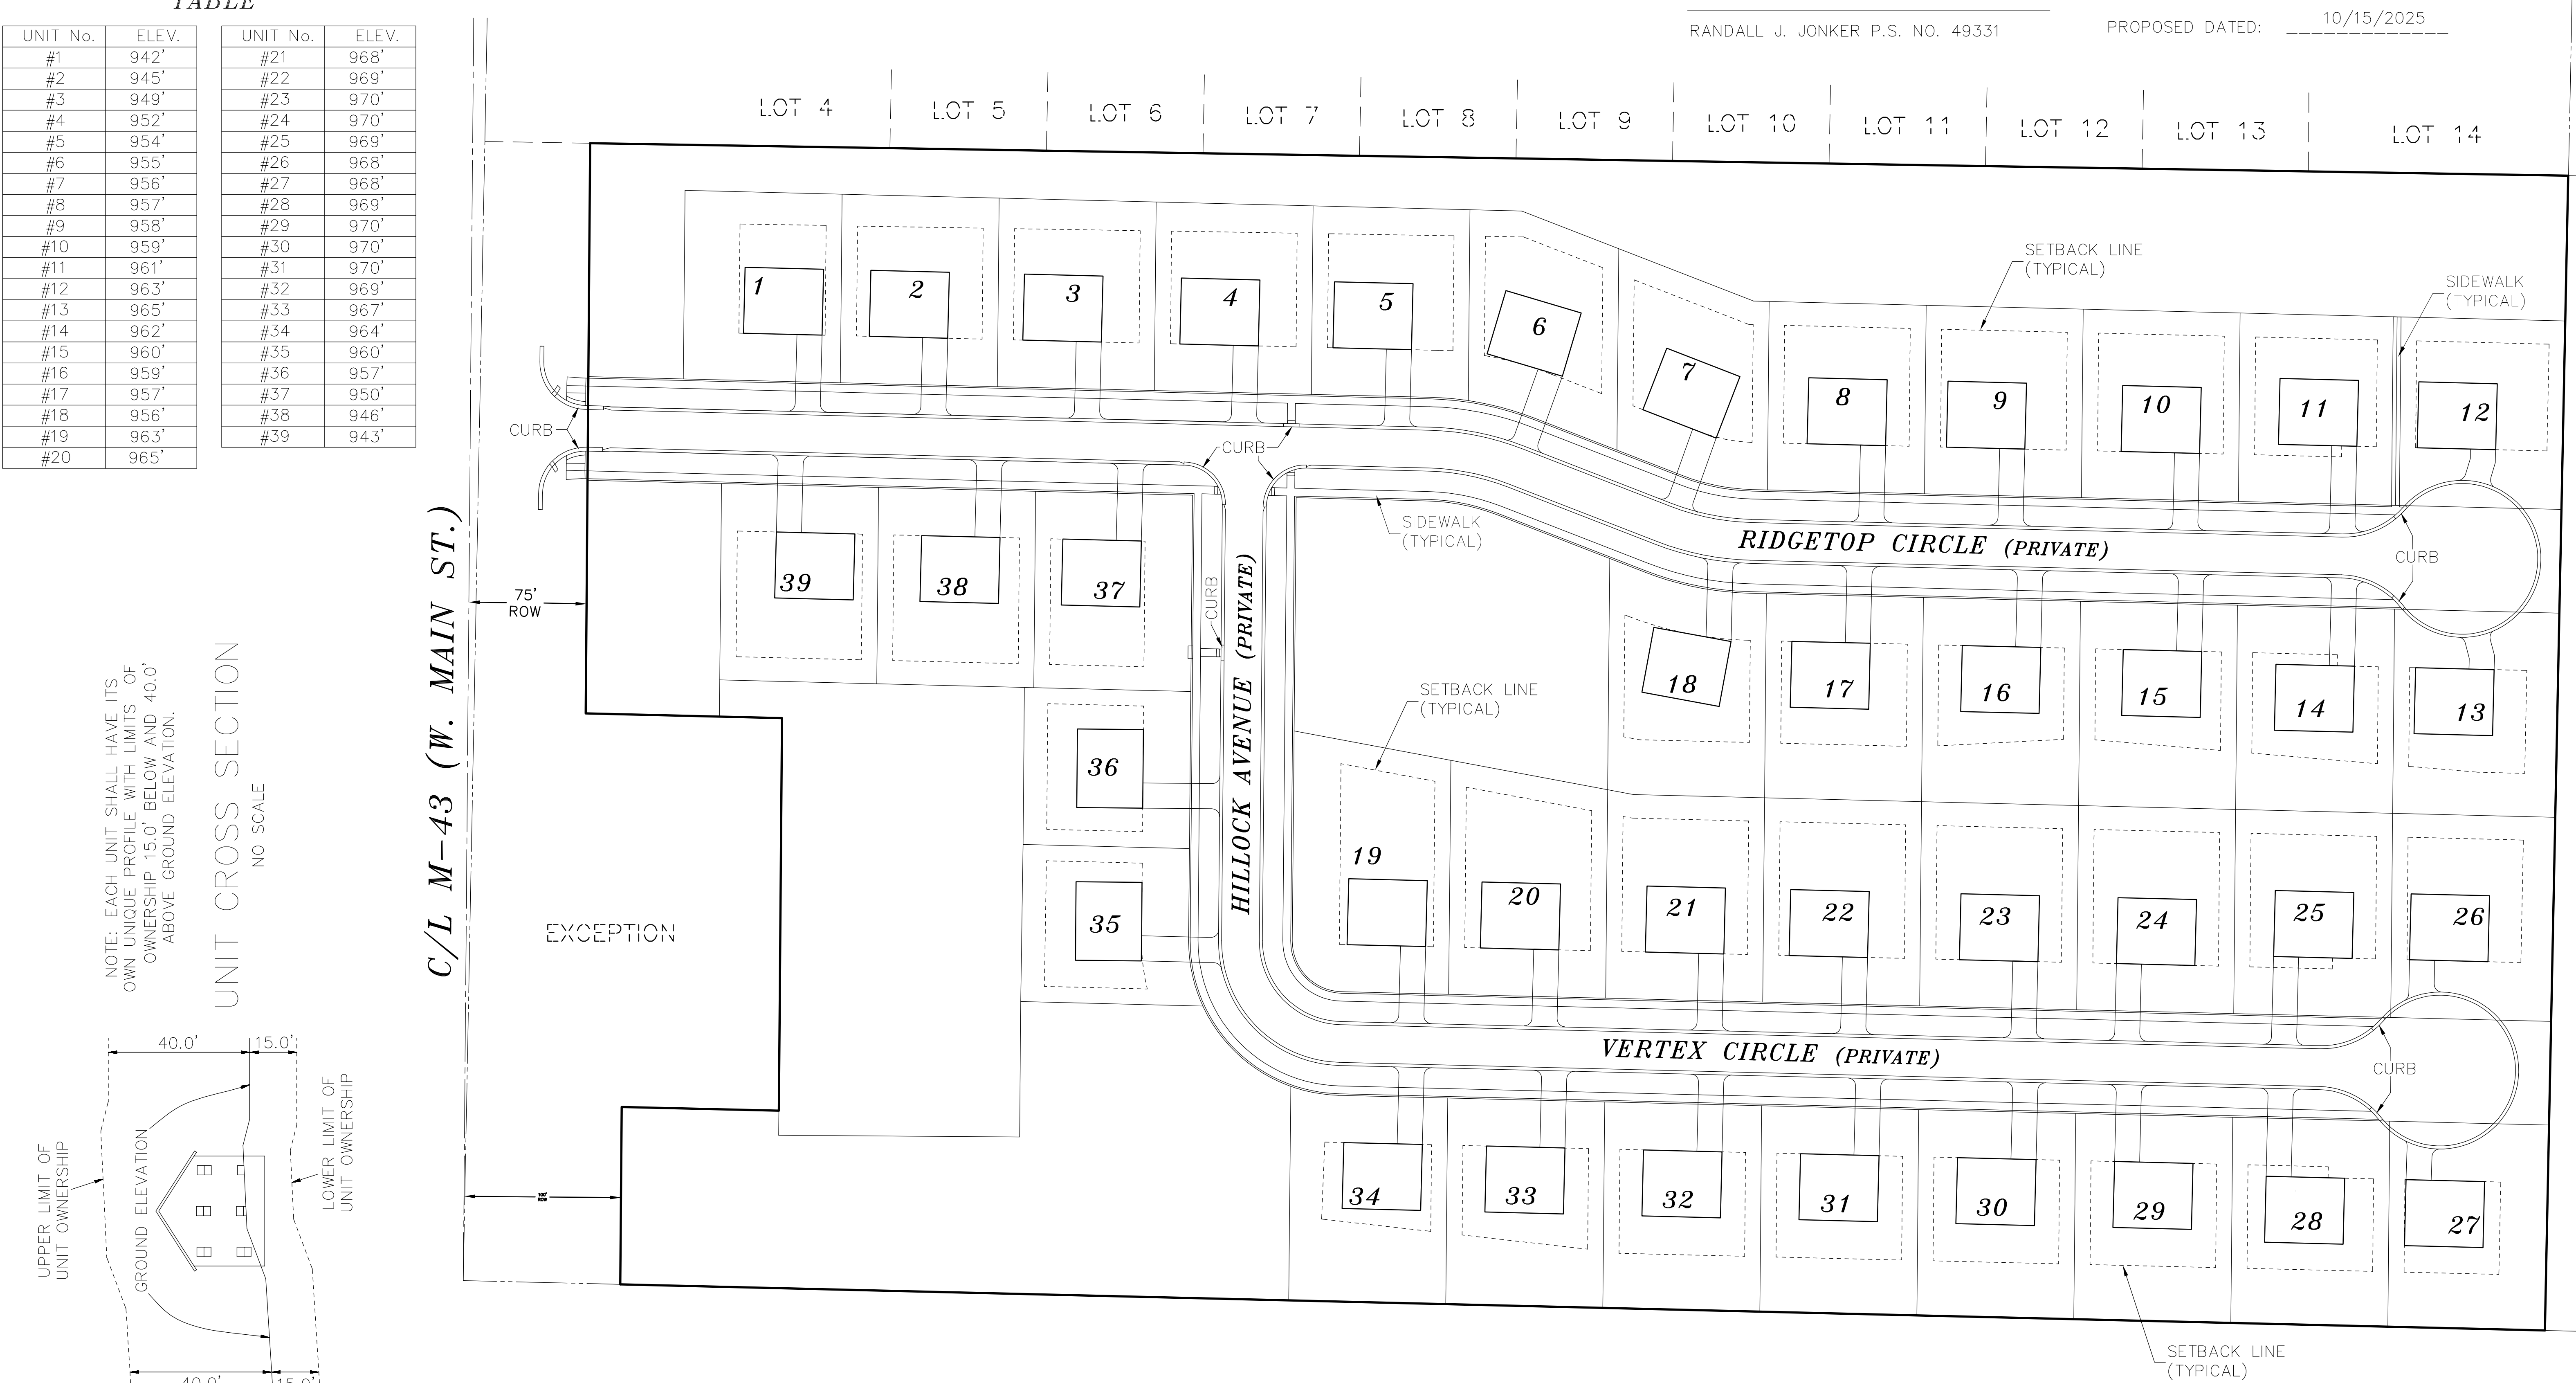 TABLE
UNIT No. ELEV.
#1 942'
#2 945'
#3 949'
#4 952'
#5 954'
#6 955'
#7 956'
#8 957'
#9 958'
#10 959'
#11 961'
#12 963'
#13 965'
#14 962'
#15 960'
#16 959'
#17 957'
#18 956'
#19 963'
#20 965'
UNIT No. ELEV.
#21 968'
#22 969'
#23 970'
#24 970'
#25 969'
#26 968'
#27 968'
#28 969'
#29 970'
#30 970'
#31 970'
#32 969'
#33 967'
#34 964'
#35 960'
#36 957'
#37 950'
#38 946'
#39 943'
RANDALL J. JONKER P.S. NO. 49331
PROPOSED DATED: 10/15/2025
LOT 4 LOT 5 LOT 6 LOT 7 LOT 8 LOT 9 LOT 10 LOT 11 LOT 12 LOT 13 LOT 14
SETBACK LINE
(TYPICAL)
SIDEWALK
(TYPICAL)
1 2 3 4 5 6 7 8 9 10 11 12
CURB
CURB
SIDEWALK
(TYPICAL)
RIDGETOP CIRCLE (PRIVATE)
CURB
39 38 37
CURB
75'
ROW
C/L M-43 (W. MAIN ST.)
HILLOCK AVENUE (PRIVATE)
SETBACK LINE
(TYPICAL)
18 17 16 15 14 13
36
35
EXCEPTION
19 20 21 22 23 24 25 26
VERTEX CIRCLE (PRIVATE)
CURB
100'
ROW
34 33 32 31 30 29 28 27
SETBACK LINE
(TYPICAL)
NOTE: EACH UNIT SHALL HAVE ITS
OWN UNIQUE PROFILE WITH LIMITS OF
OWNERSHIP 15.0' BELOW AND 40.0'
ABOVE GROUND ELEVATION.
UNIT CROSS SECTION
NO SCALE
40.0' 15.0'
UPPER LIMIT OF
UNIT OWNERSHIP
GROUND ELEVATION
LOWER LIMIT OF
UNIT OWNERSHIP
40.0' 15.0'